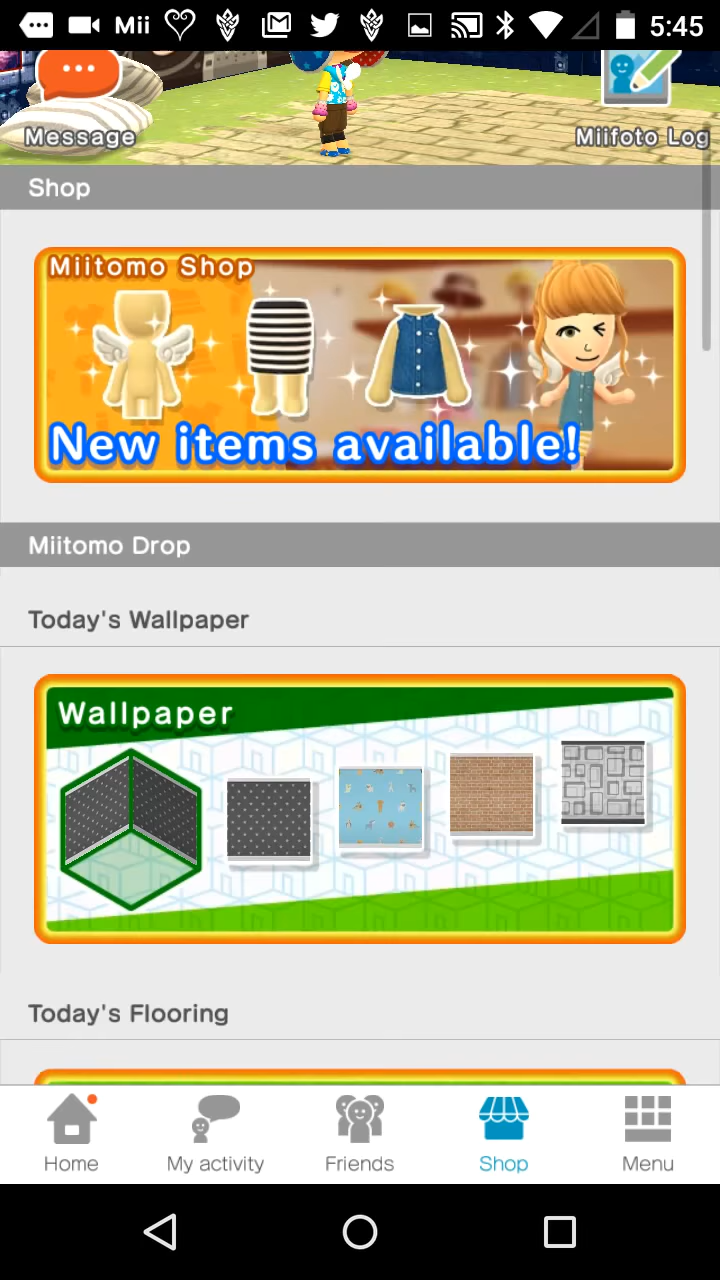 Mii 5:45
Message Miifoto Log
Shop
Miitomo Shop
New items available!
Miitomo Drop
Today's Wallpaper
Wallpaper
Today's Flooring
Home My activity Friends Shop Menu